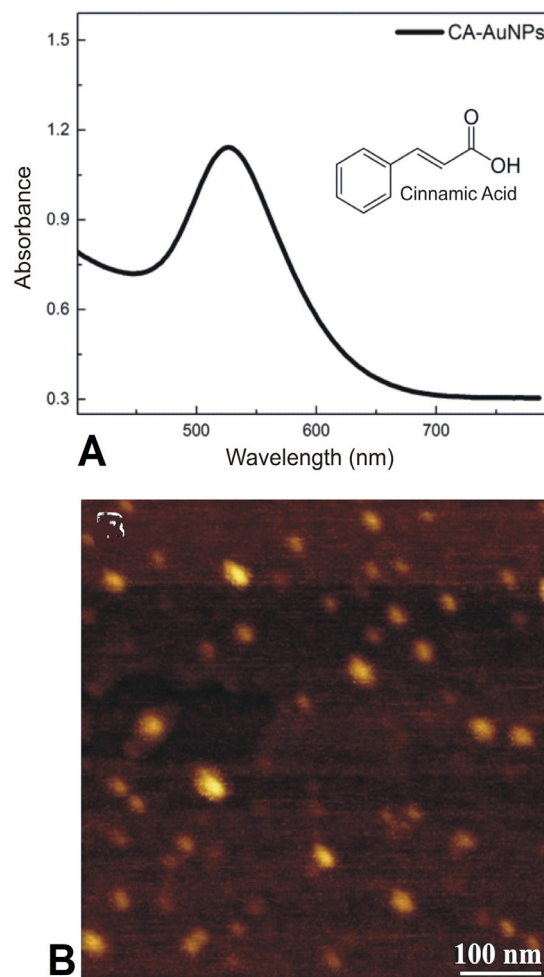 1.5
CA-AuNPs
1.2
O
OH
Cinnamic Acid
Absorbance
0.9
0.6
0.3
500
600
700
A
Wavelength (nm)
B
100 nm